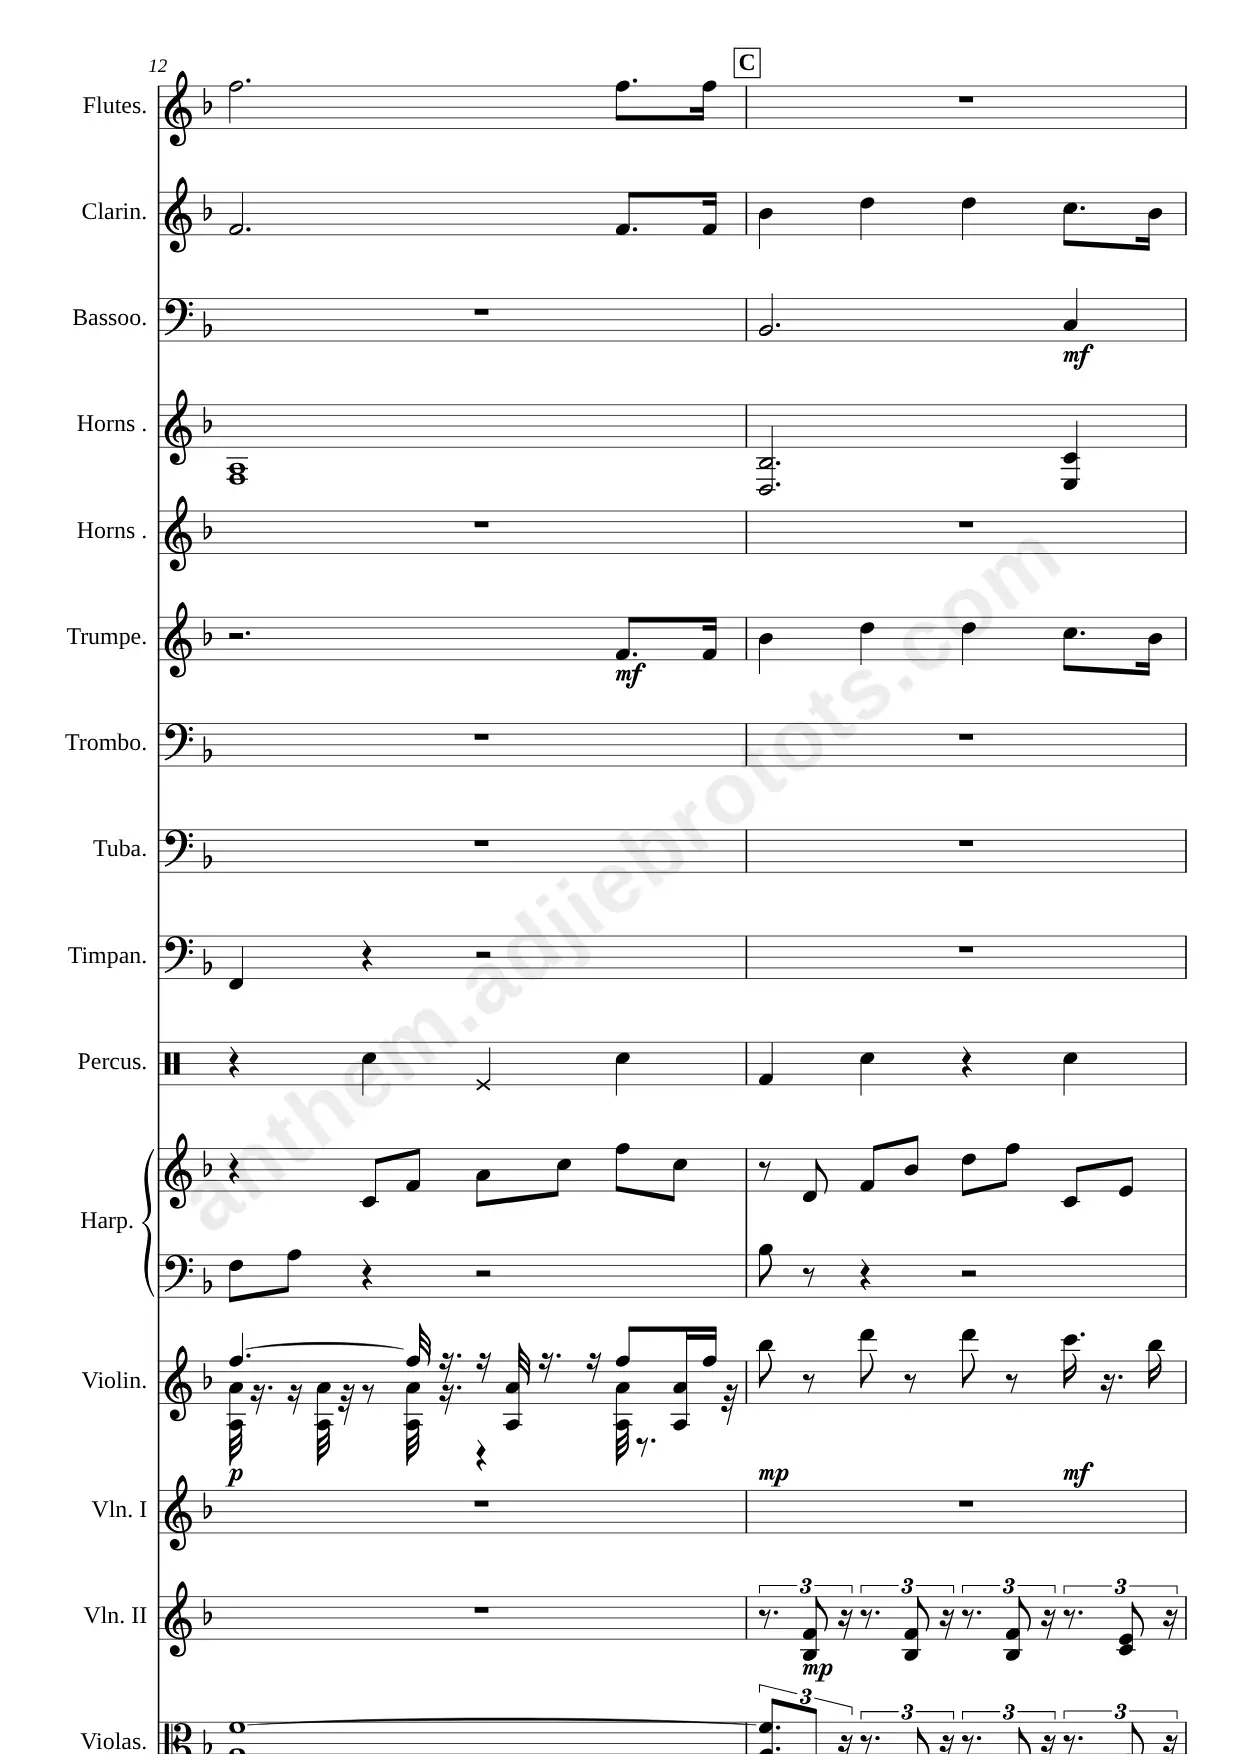 12
C
Flutes.
Clarin.
Bassoo.
mf
Horns .
Horns .
Trumpe.
mf
Trombo.
Tuba.
Timpan.
Percus.
Harp.
Violin.
p mp mf
Vln. I
3 3 3 3
Vln. II
mp
3 3 3 3
Violas.
anthem.adjiebrotots.com